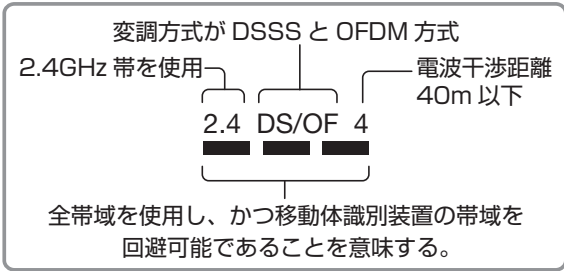 変調方式が DSSS と OFDM 方式
2.4GHz 帯を使用
電波干渉距離
40m 以下
2.4 DS/OF 4
全帯域を使用し、かつ移動体識別装置の帯域を
回避可能であることを意味する。